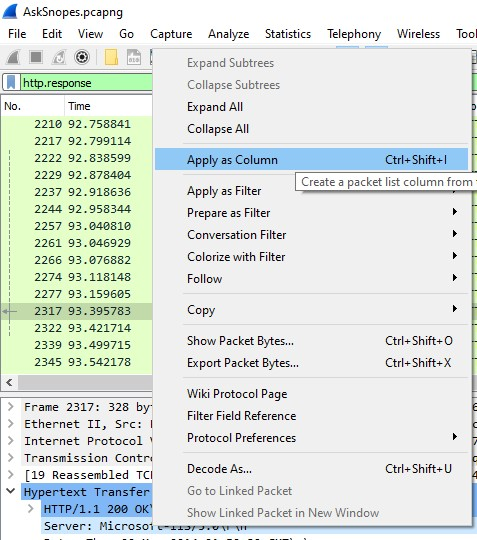 AskSnopes.pcapng
File Edit View Go Capture Analyze Statistics Telephony Wireless Tools
http.response
No. Time
Expand Subtrees
Collapse Subtrees
Expand All
Collapse All
Apply as Column Ctrl+Shift+I
Create a packet list column from
Apply as Filter
Prepare as Filter
Conversation Filter
Colorize with Filter
Follow
Copy
Show Packet Bytes... Ctrl+Shift+O
Export Packet Bytes... Ctrl+Shift+X
Wiki Protocol Page
Filter Field Reference
Protocol Preferences
Decode As... Ctrl+Shift+U
Go to Linked Packet
Show Linked Packet in New Window
2210 92.758841
2217 92.799114
2222 92.838599
2229 92.878404
2237 92.918636
2244 92.958344
2257 93.040810
2261 93.046929
2266 93.076882
2274 93.118148
2277 93.159605
2317 93.395783
2322 93.421714
2339 93.499715
2345 93.542178
Frame 2317: 328 by
Ethernet II, Src:
Internet Protocol V
Transmission Contr
[19 Reassembled TC
Hypertext Transfer
HTTP/1.1 200 OK\
Server: Microsoft-IIS/5.0\r\n